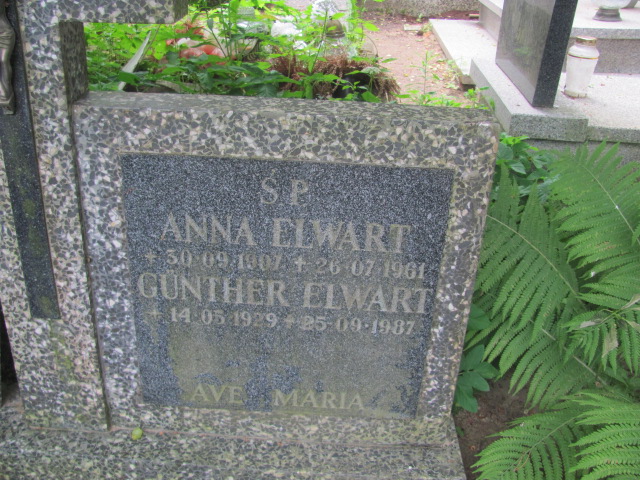 Ś P
ANNA ELWART
* 30·09·1907 + 26·07·1961
GÜNTHER ELWART
+ 14·05·1929 + 25·09·1987
AVE MARIA